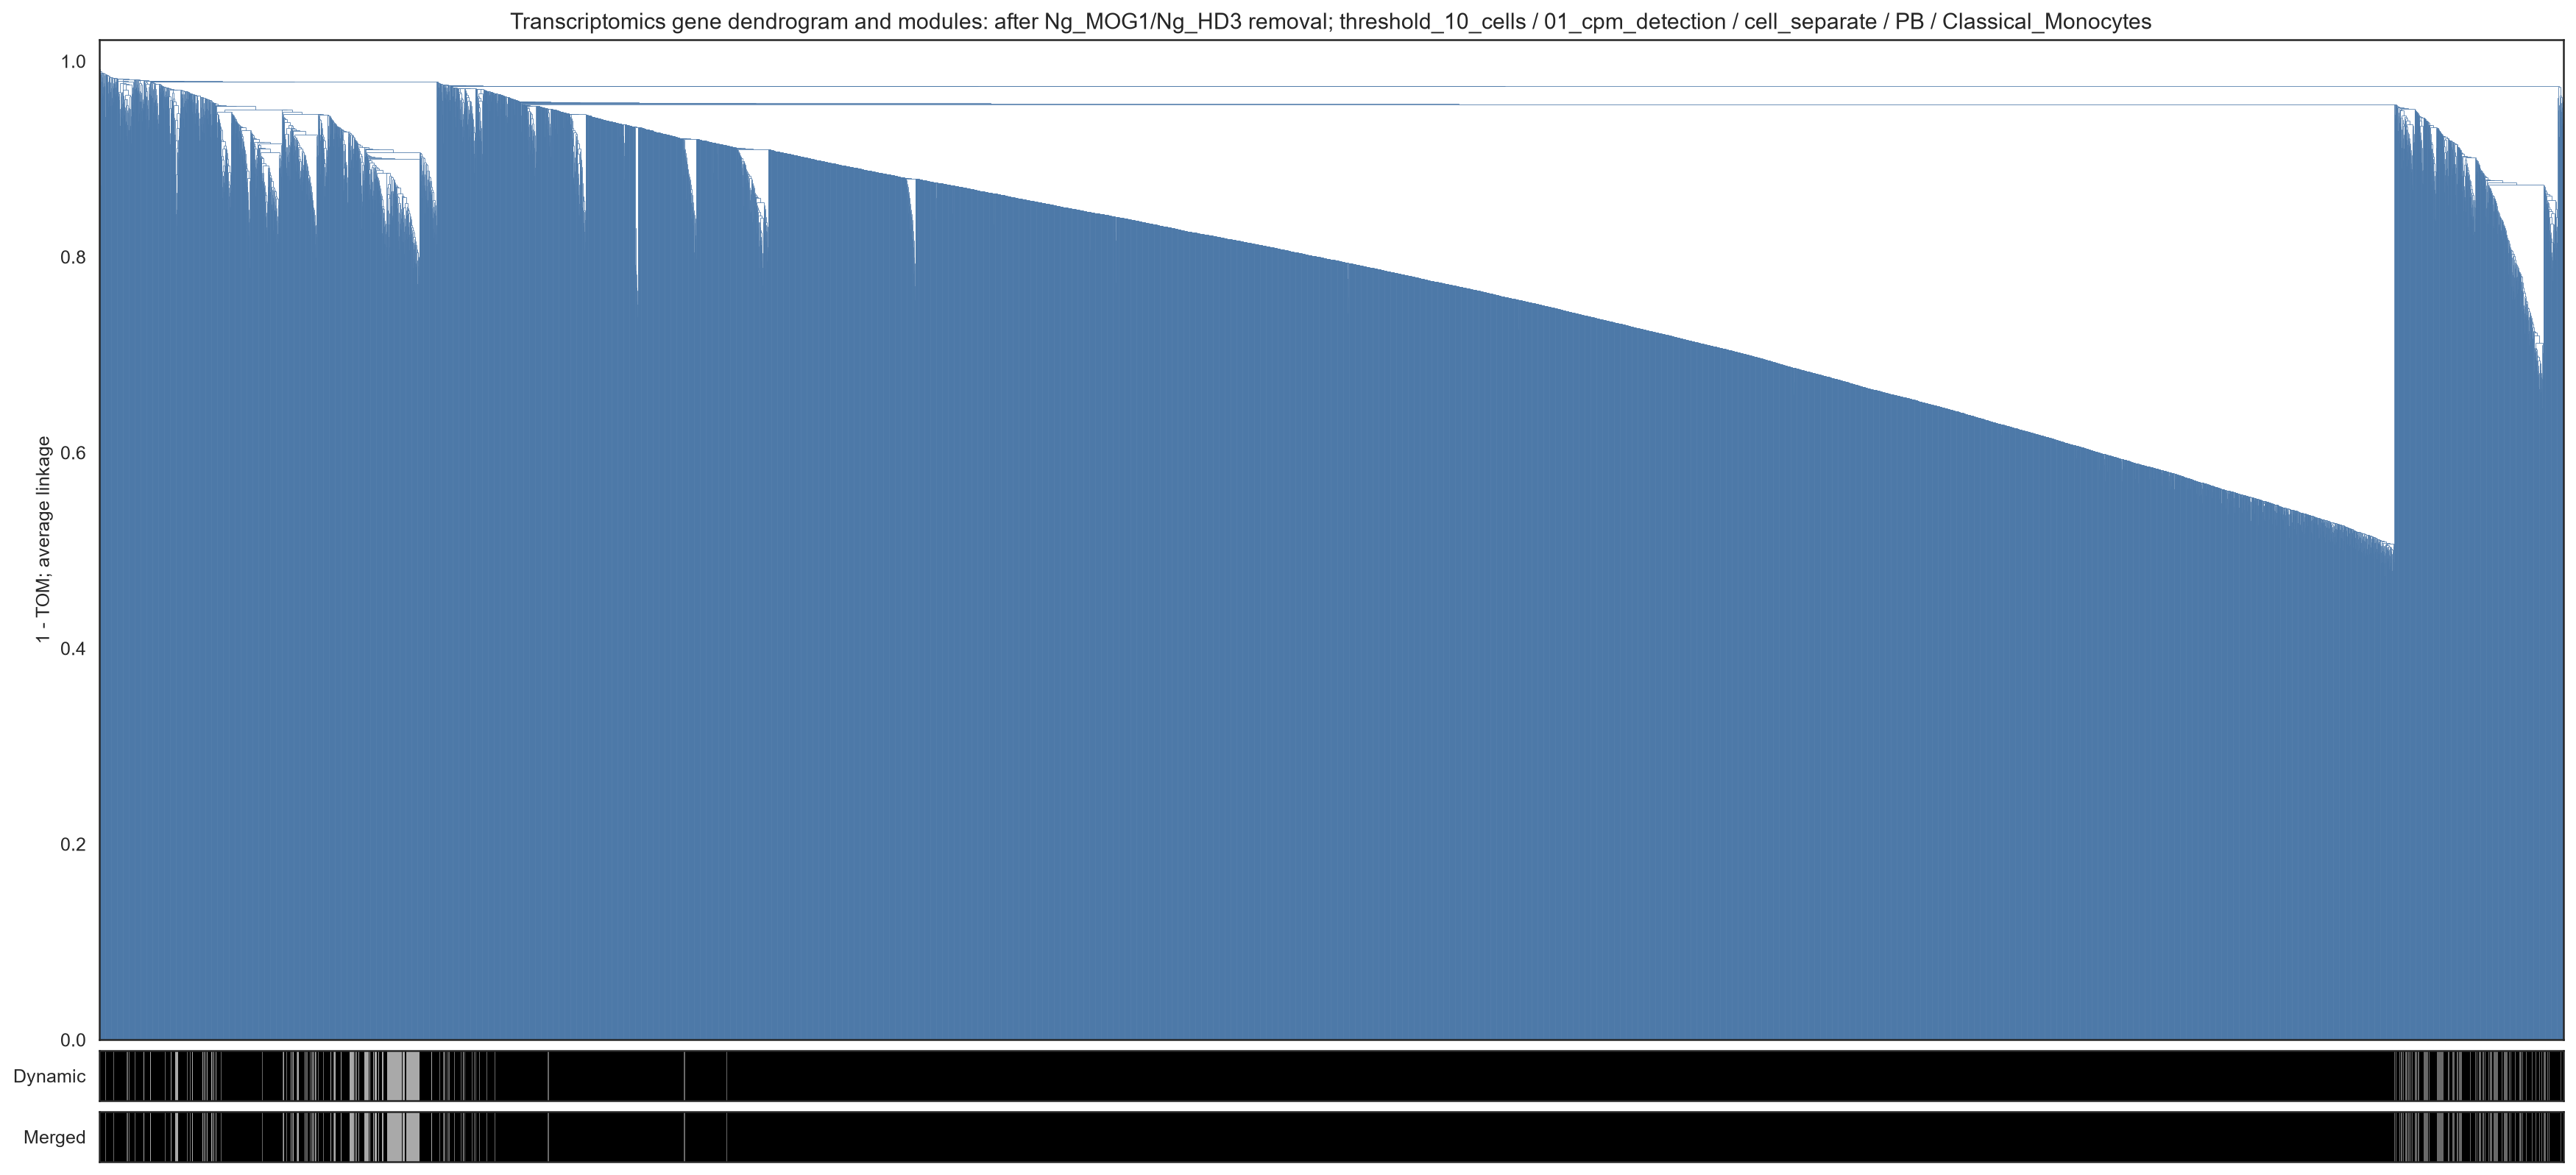 Transcriptomics gene dendrogram and modules: after Ng_MOG1/Ng_HD3 removal; threshold_10_cells / 01_cpm_detection / cell_separate / PB / Classical_Monocytes
1.0
0.8
0.6
0.4
0.2
0.0
1 - TOM; average linkage
Dynamic
Merged